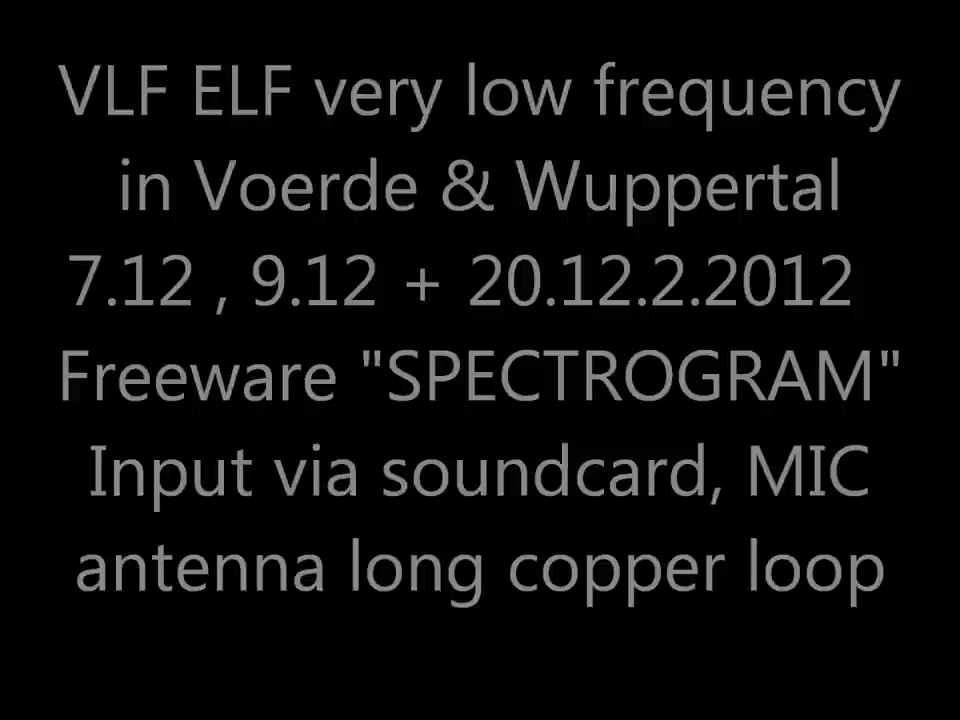 VLF ELF very low frequency
in Voerde & Wuppertal
7.12 , 9.12 + 20.12.2.2012
Freeware "SPECTROGRAM"
Input via soundcard, MIC
antenna long copper loop